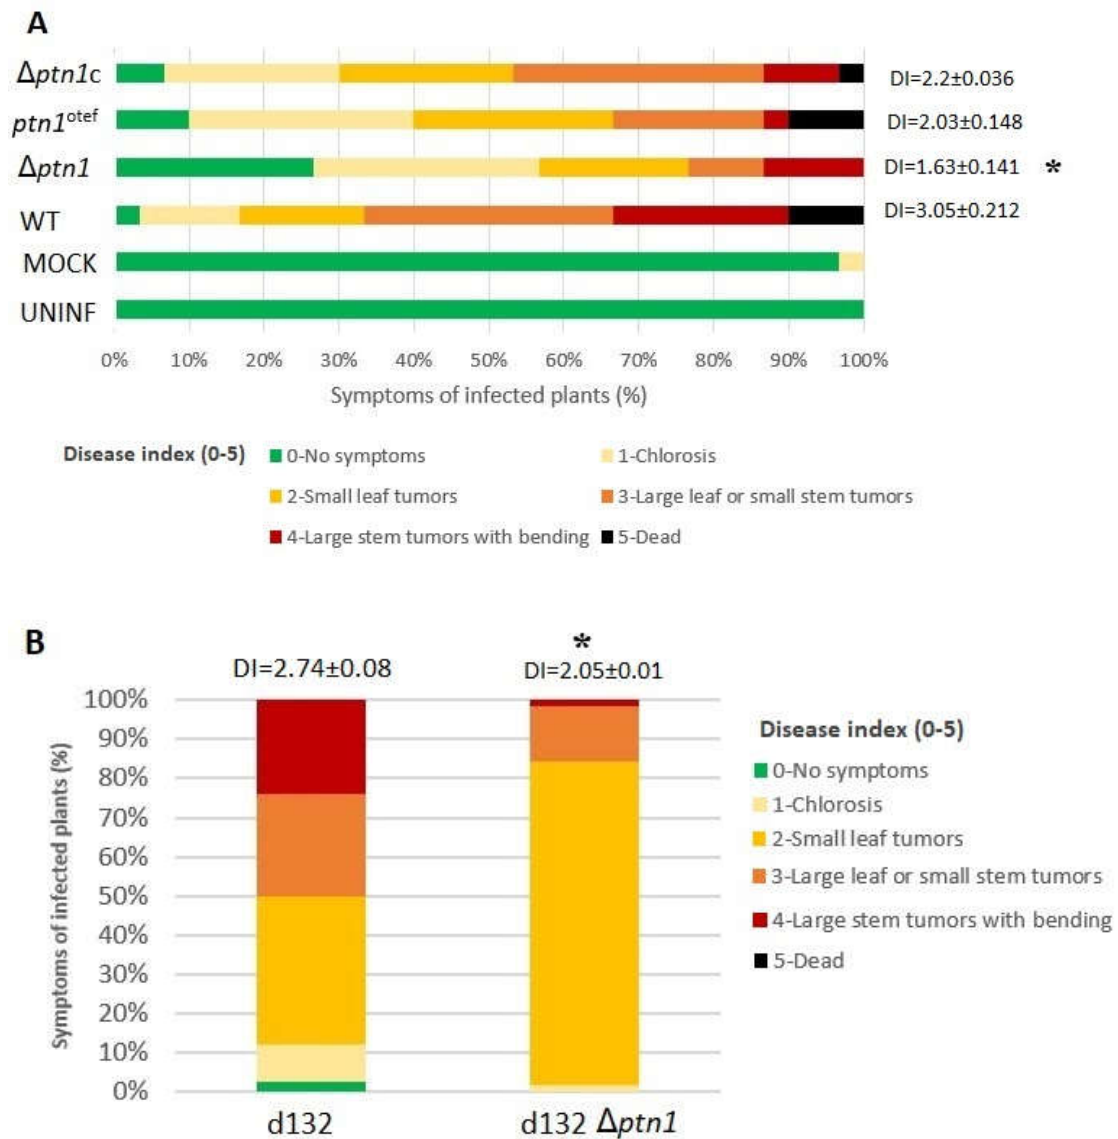 A
Δptn1c DI=2.2±0.036
ptn1otef DI=2.03±0.148
Δptn1 DI=1.63±0.141 *
WT DI=3.05±0.212
MOCK
UNINF
0% 10% 20% 30% 40% 50% 60% 70% 80% 90% 100%
Symptoms of infected plants (%)
Disease index (0-5) 0-No symptoms 1-Chlorosis
2-Small leaf tumors 3-Large leaf or small stem tumors
4-Large stem tumors with bending 5-Dead
B
*
DI=2.74±0.08 DI=2.05±0.01
100%
90%
80%
70%
60%
50%
40%
30%
20%
10%
0%
Symptoms of infected plants (%)
d132 d132 Δptn1
Disease index (0-5)
0-No symptoms
1-Chlorosis
2-Small leaf tumors
3-Large leaf or small stem tumors
4-Large stem tumors with bending
5-Dead